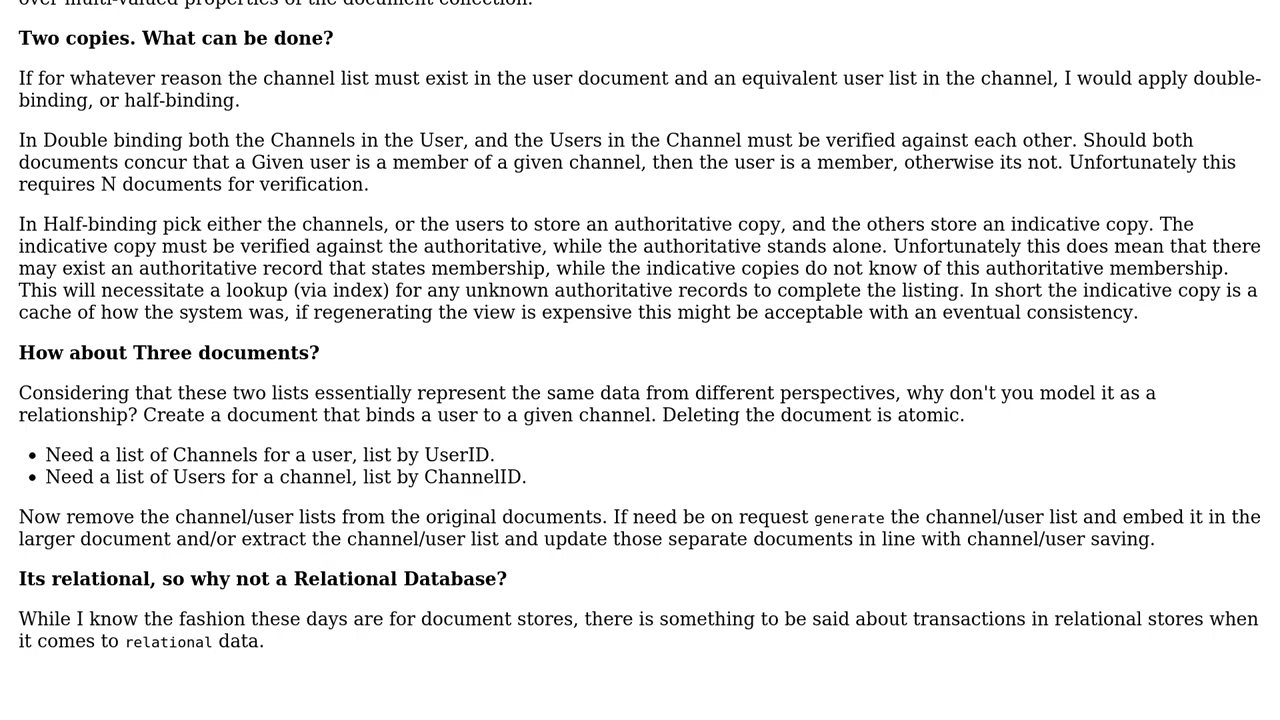 over multi-valued properties of the document collection.
Two copies. What can be done?
If for whatever reason the channel list must exist in the user document and an equivalent user list in the channel, I would apply double-
binding, or half-binding.
In Double binding both the Channels in the User, and the Users in the Channel must be verified against each other. Should both
documents concur that a Given user is a member of a given channel, then the user is a member, otherwise its not. Unfortunately this
requires N documents for verification.
In Half-binding pick either the channels, or the users to store an authoritative copy, and the others store an indicative copy. The
indicative copy must be verified against the authoritative, while the authoritative stands alone. Unfortunately this does mean that there
may exist an authoritative record that states membership, while the indicative copies do not know of this authoritative membership.
This will necessitate a lookup (via index) for any unknown authoritative records to complete the listing. In short the indicative copy is a
cache of how the system was, if regenerating the view is expensive this might be acceptable with an eventual consistency.
How about Three documents?
Considering that these two lists essentially represent the same data from different perspectives, why don't you model it as a
relationship? Create a document that binds a user to a given channel. Deleting the document is atomic.
• Need a list of Channels for a user, list by UserID.
• Need a list of Users for a channel, list by ChannelID.
Now remove the channel/user lists from the original documents. If need be on request generate the channel/user list and embed it in the
larger document and/or extract the channel/user list and update those separate documents in line with channel/user saving.
Its relational, so why not a Relational Database?
While I know the fashion these days are for document stores, there is something to be said about transactions in relational stores when
it comes to relational data.